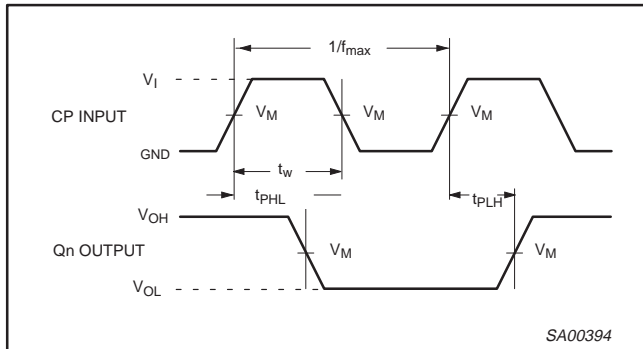 1/fmax
VI
CP INPUT
VM
VM
VM
GND
tw
tPHL
tPLH
VOH
Qn OUTPUT
VM
VM
VOL
SA00394